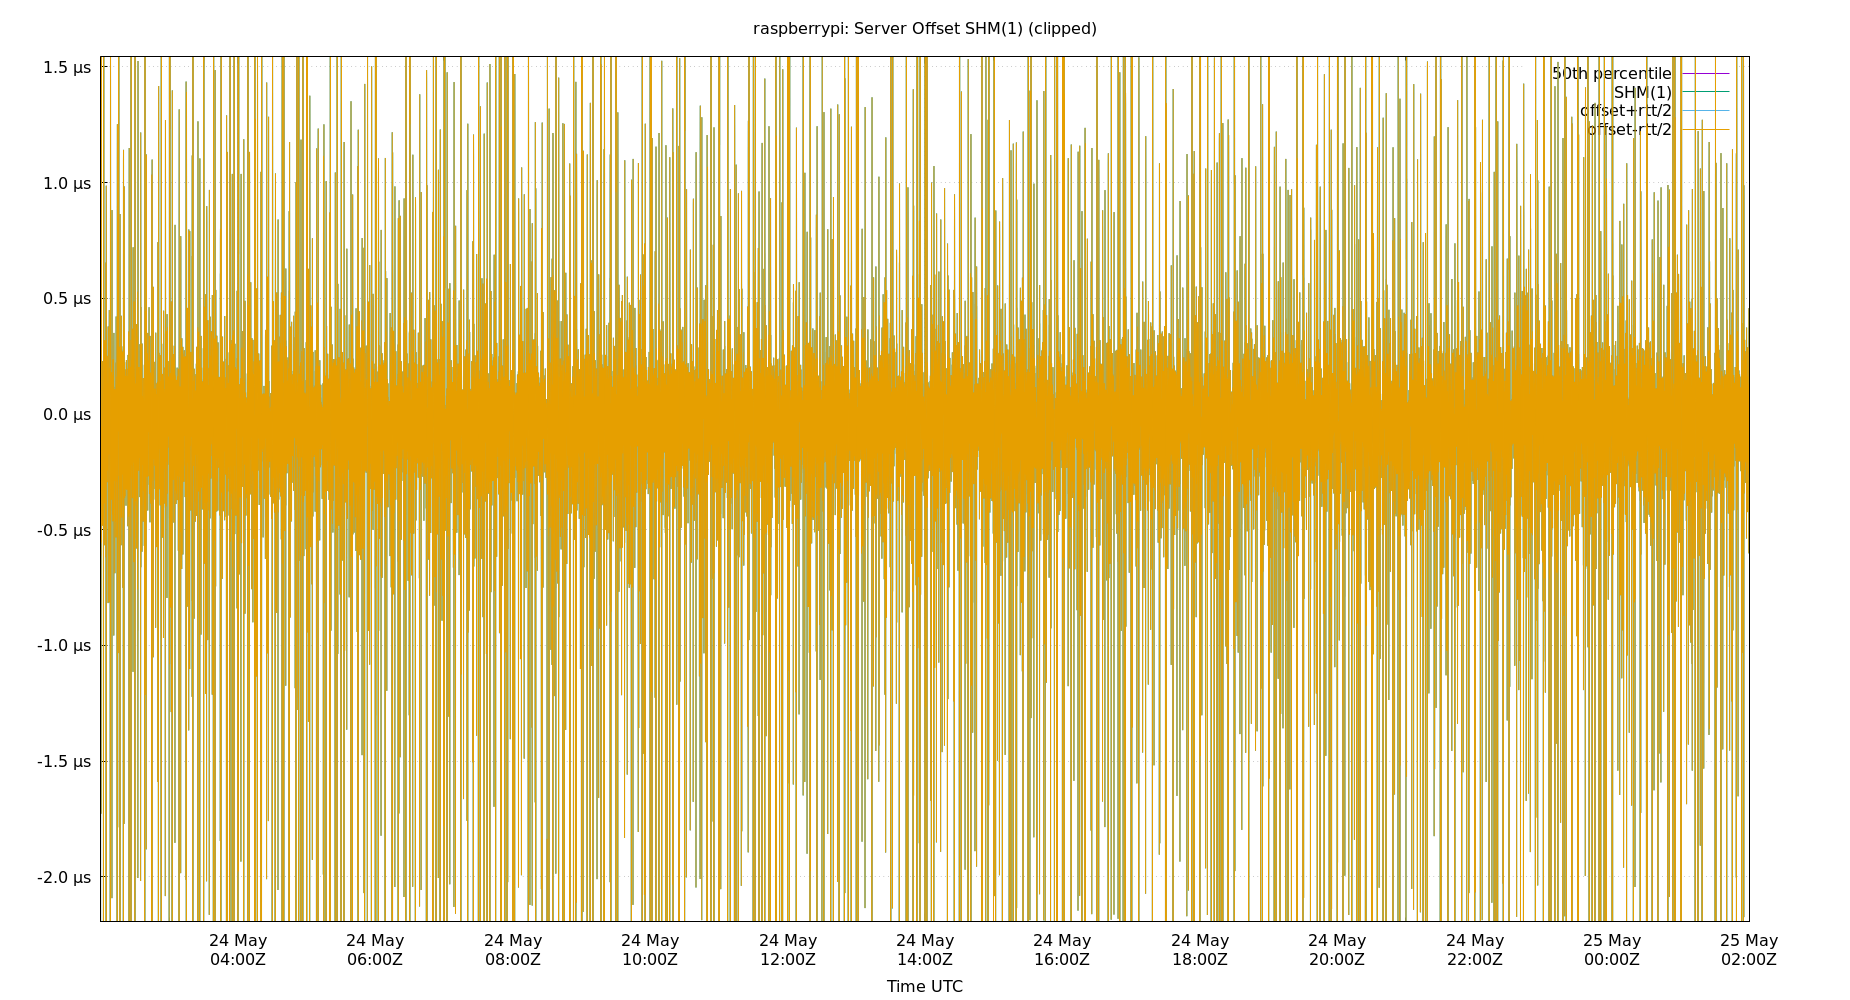 raspberrypi: Server Offset SHM(1) (clipped)
1.5 µs
1.0 µs
0.5 µs
0.0 µs
-0.5 µs
-1.0 µs
-1.5 µs
-2.0 µs
50th percentile
SHM(1)
offset+rtt/2
offset-rtt/2
24 May 24 May 24 May 24 May 24 May 24 May 24 May 24 May 24 May 24 May 25 May 25 May
04:00Z 06:00Z 08:00Z 10:00Z 12:00Z 14:00Z 16:00Z 18:00Z 20:00Z 22:00Z 00:00Z 02:00Z
Time UTC